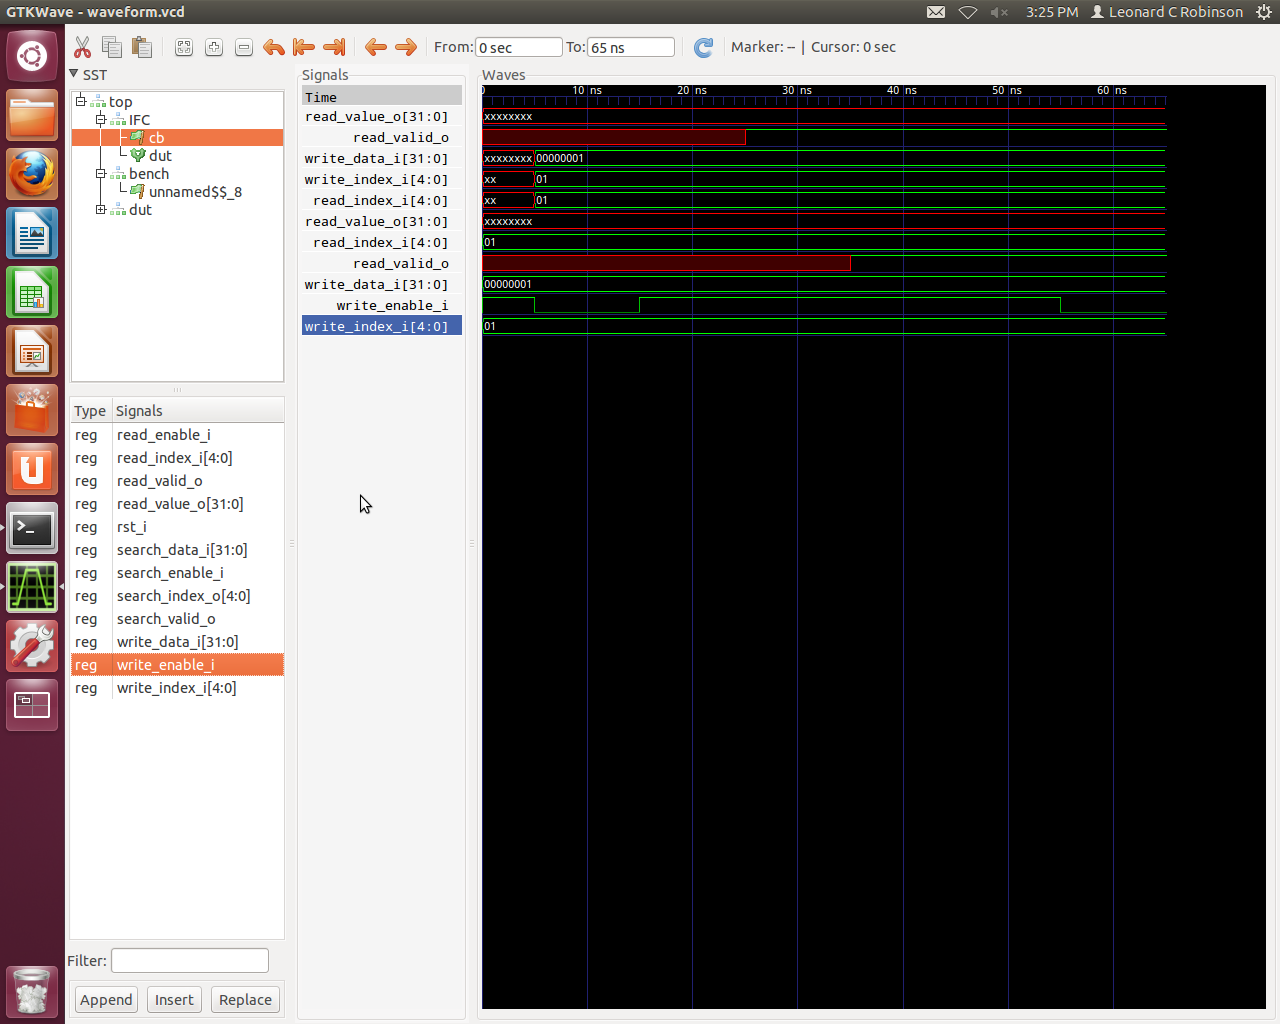 GTKWave - waveform.vcd
3:25 PM Leonard C Robinson
From: 0 sec To: 65 ns Marker: -- | Cursor: 0 sec
SST
top
IFC
cb
dut
bench
unnamed$$_8
dut
Type Signals
reg read_enable_i
reg read_index_i[4:0]
reg read_valid_o
reg read_value_o[31:0]
reg rst_i
reg search_data_i[31:0]
reg search_enable_i
reg search_index_o[4:0]
reg search_valid_o
reg write_data_i[31:0]
reg write_enable_i
reg write_index_i[4:0]
Filter:
Append Insert Replace
Signals
Time
read_value_o[31:0]
read_valid_o
write_data_i[31:0]
write_index_i[4:0]
read_index_i[4:0]
read_value_o[31:0]
read_index_i[4:0]
read_valid_o
write_data_i[31:0]
write_enable_i
write_index_i[4:0]
Waves
0 10 ns 20 ns 30 ns 40 ns 50 ns 60 ns
xxxxxxxx
xxxxxxxx 00000001
xx 01
xx 01
xxxxxxxx
01
00000001
01